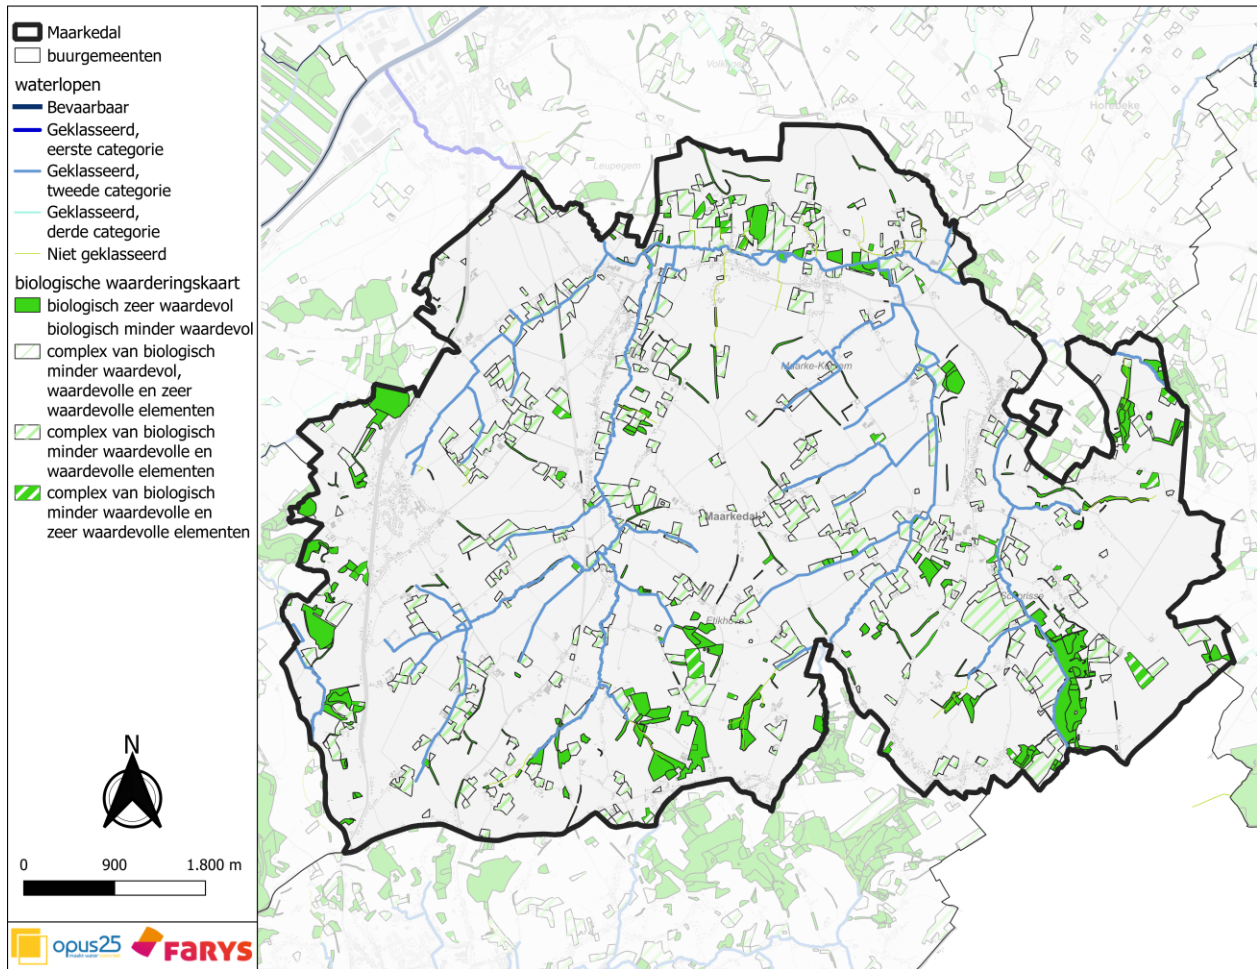 Maarkedal
buurgemeenten
waterlopen
Bevaarbaar
Geklasseerd,
eerste categorie
Geklasseerd,
tweede categorie
Geklasseerd,
derde categorie
Niet geklasseerd
biologische waarderingskaart
biologisch zeer waardevol
biologisch minder waardevol
complex van biologisch
minder waardevol,
waardevolle en zeer
waardevolle elementen
complex van biologisch
minder waardevolle en
waardevolle elementen
complex van biologisch
minder waardevolle en
zeer waardevolle elementen
N
0 900 1.800 m
opus25
maakt water
FARYS
Horebeke
Leupegem
Maarke-Kerkem
Maarkedal
Schorisse
Etikhove